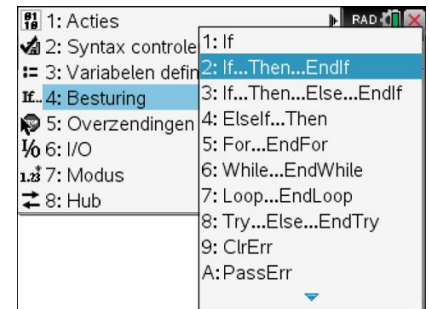 1: Acties
2: Syntax controle
3: Variabelen defin
4: Besturing
5: Overzendingen
6: I/O
7: Modus
8: Hub
RAD
1: If
2: If...Then...EndIf
3: If...Then...Else...EndIf
4: ElseIf...Then
5: For...EndFor
6: While...EndWhile
7: Loop...EndLoop
8: Try...Else...EndTry
9: ClrErr
A: PassErr